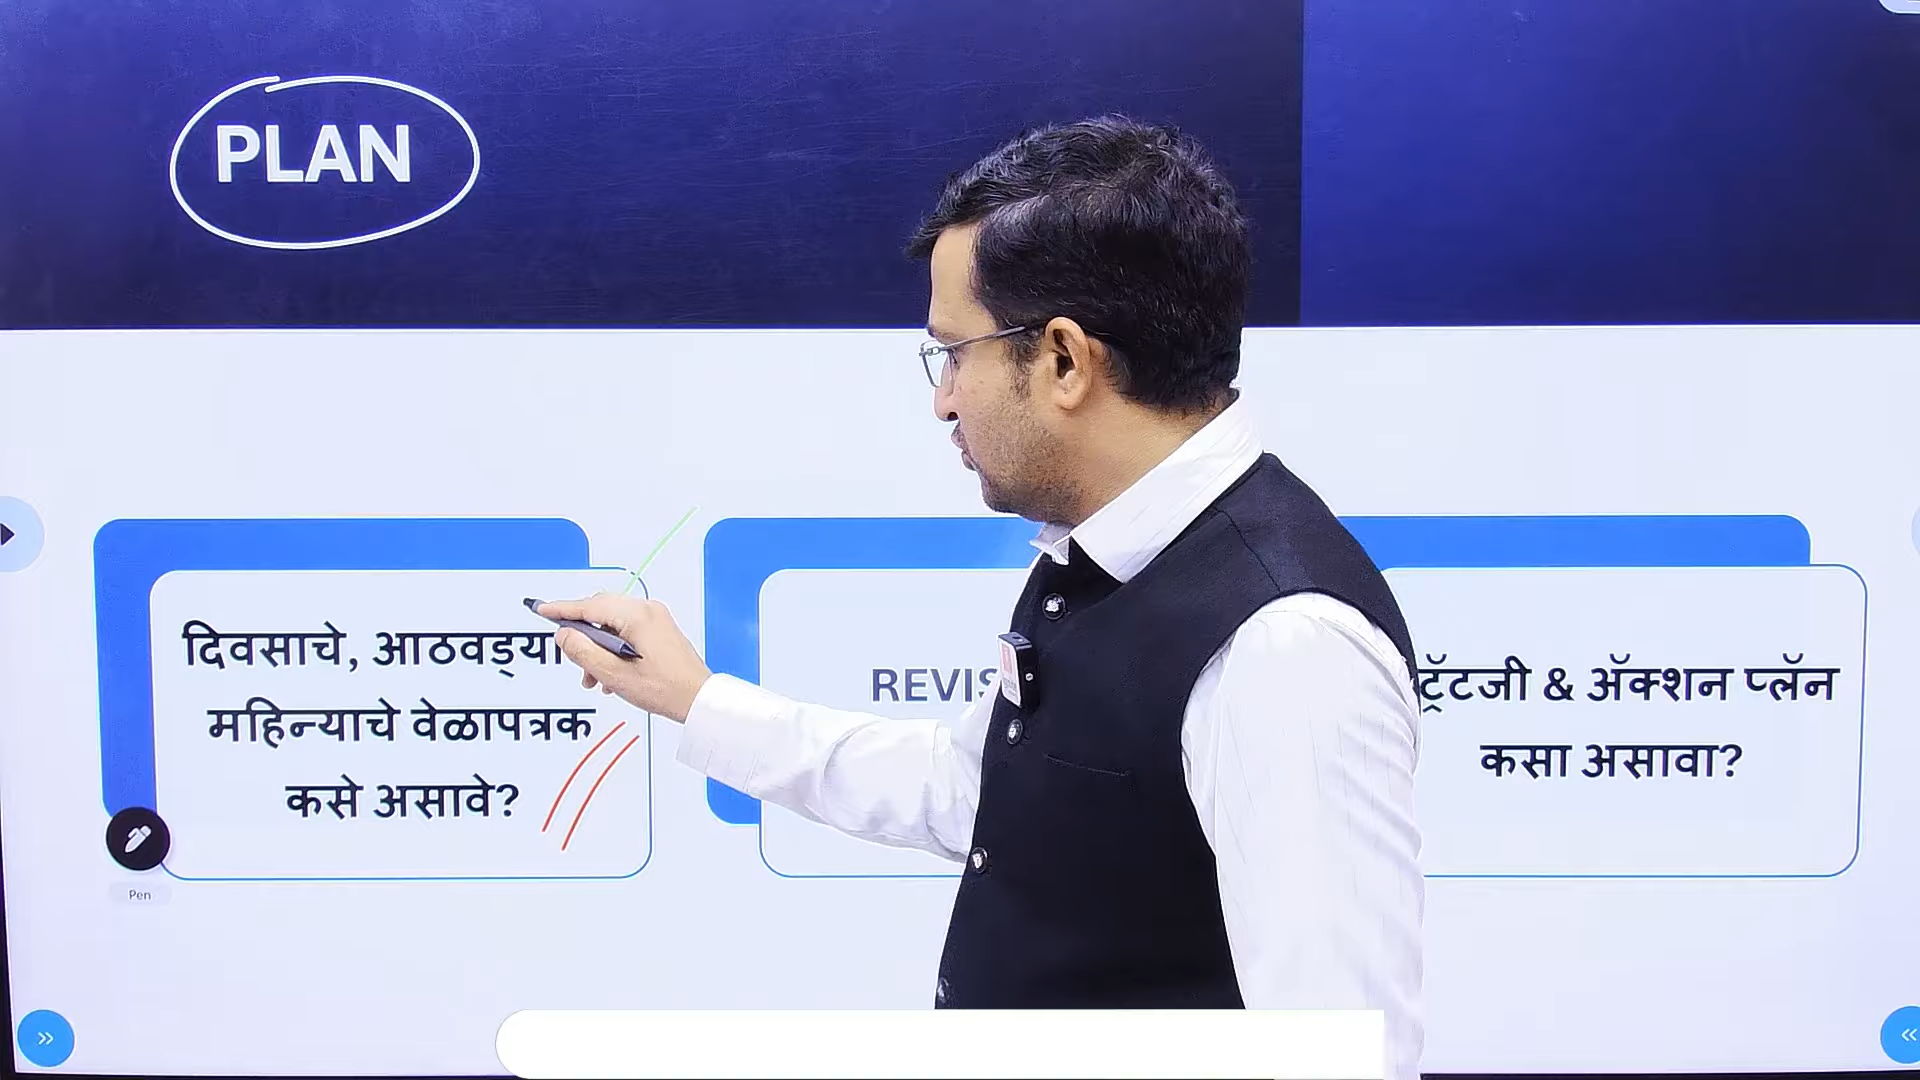 PLAN
दिवसाचे, आठवड्या
महिन्याचे वेळापत्रक
कसे असावे?
REVIS
ट्रॅटजी & ॲक्शन प्लॅन
कसा असावा?
Pen